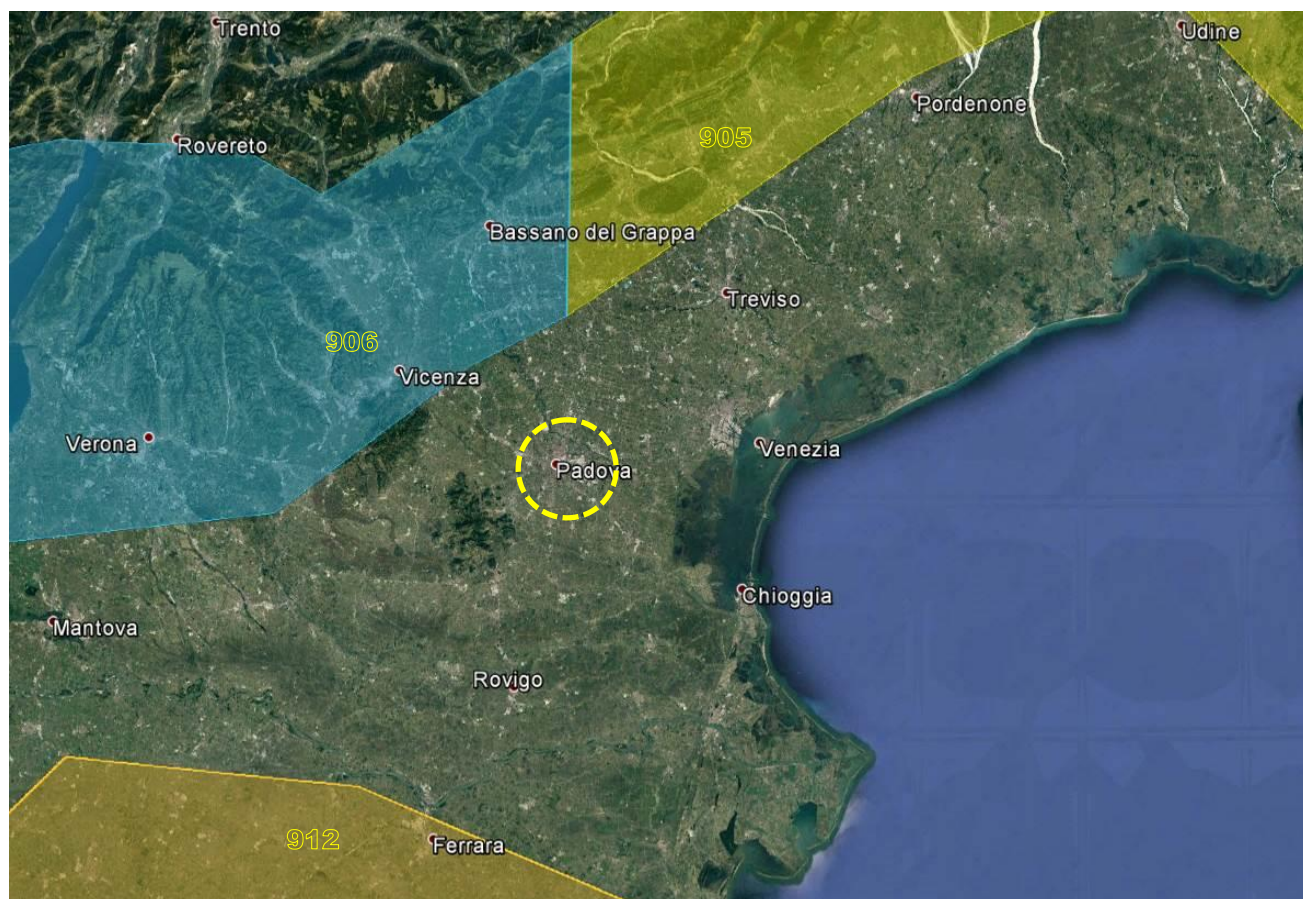 Trento
Udine
Pordenone
905
Rovereto
Bassano del Grappa
Treviso
906
Vicenza
Verona
Venezia
Padova
Chioggia
Mantova
Rovigo
912
Ferrara